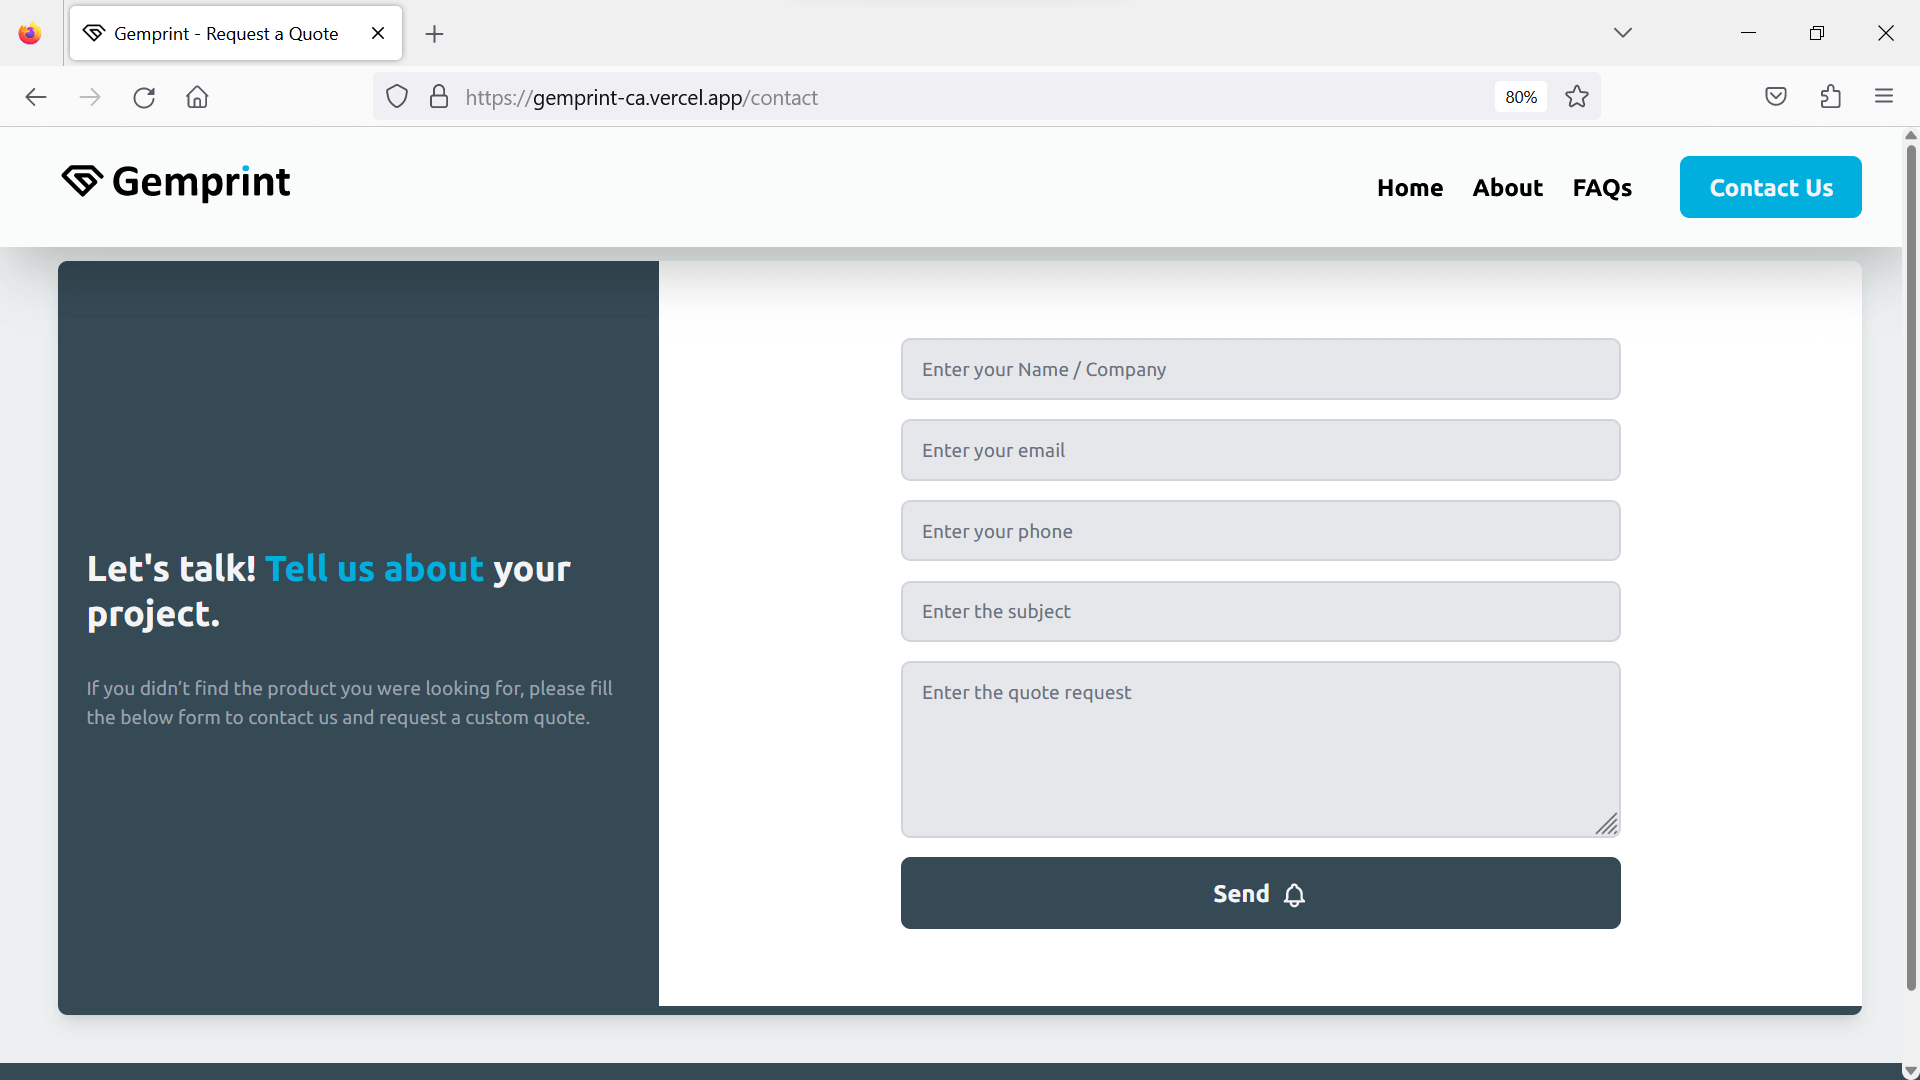 Gemprint - Request a Quote
https://gemprint-ca.vercel.app/contact
80%
Gemprint
Home
About
FAQs
Contact Us
Let's talk! Tell us about your
project.
If you didn’t find the product you were looking for, please fill
the below form to contact us and request a custom quote.
Enter your Name / Company
Enter your email
Enter your phone
Enter the subject
Enter the quote request
Send